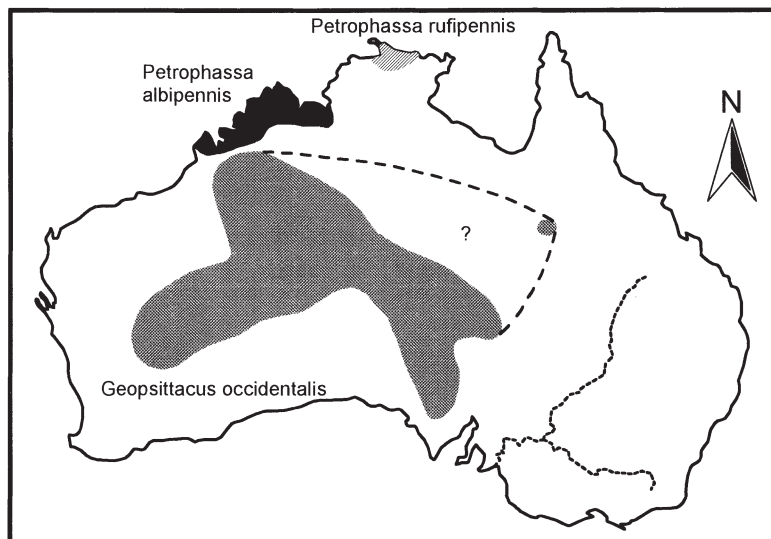 Petrophassa rufipennis
Petrophassa
albipennis
N
?
Geopsittacus occidentalis